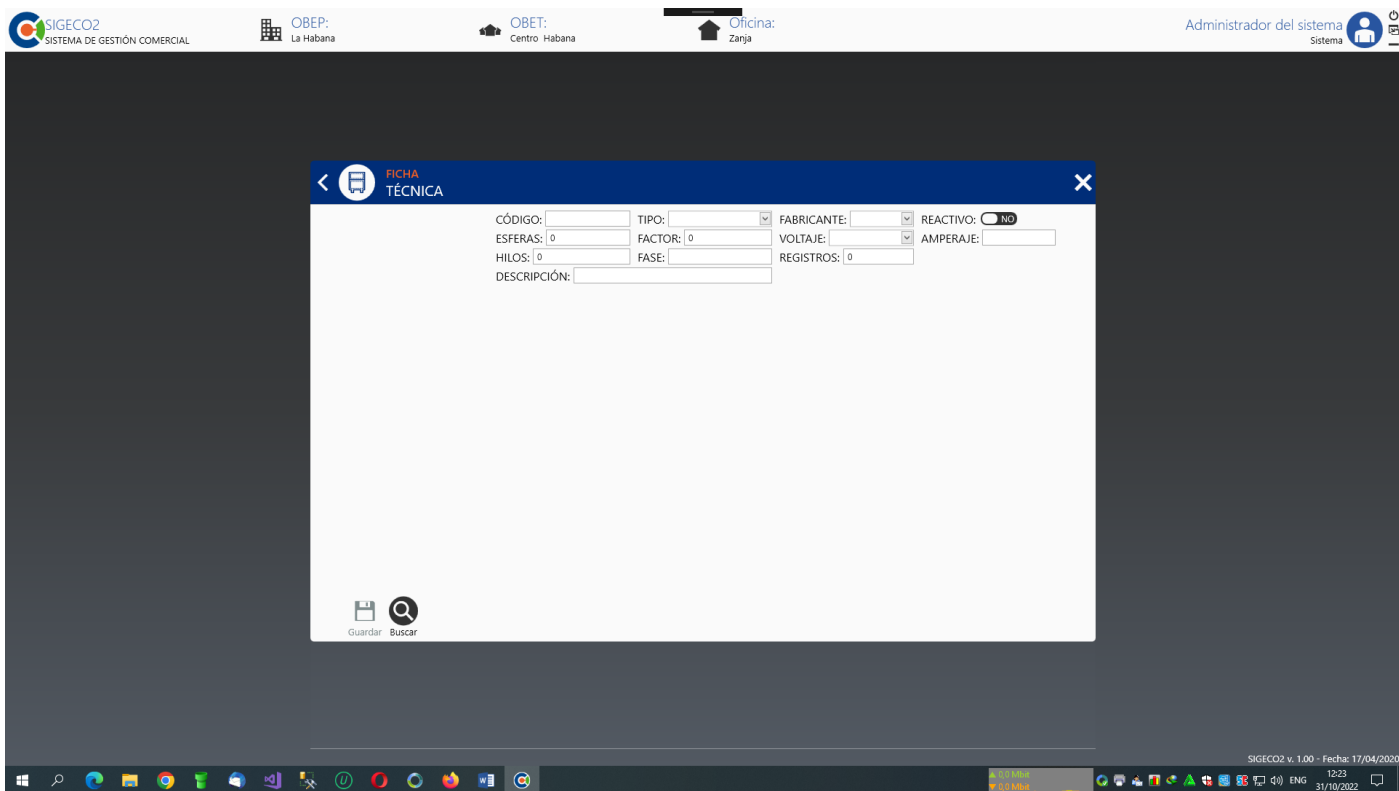 SIGECO2
SISTEMA DE GESTIÓN COMERCIAL
OBEP:
La Habana
OBET:
Centro Habana
Oficina:
Zanja
Administrador del sistema
Sistema
FICHA
TÉCNICA
CÓDIGO: TIPO: FABRICANTE: REACTIVO: NO
ESFERAS: 0 FACTOR: 0 VOLTAJE: AMPERAJE:
HILOS: 0 FASE: REGISTROS: 0
DESCRIPCIÓN:
Guardar Buscar
SIGECO2 v. 1.00 - Fecha: 17/04/2020
0,0 Mbit
0,0 Mbit
ENG
12:23
31/10/2022